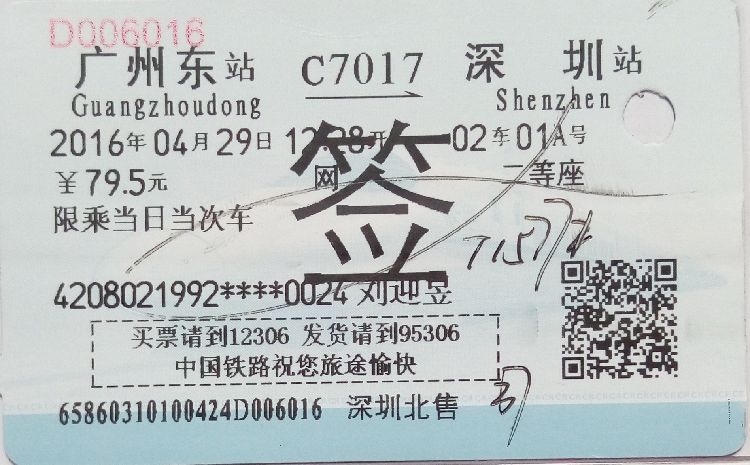 D006016
广州东站 C7017 深圳站
Guangzhoudong Shenzhen
2016年04月29日 12:28开 02车01A号
¥79.5元 网 二等座
限乘当日当次车
签
4208021992****0024 刘迎昱
买票请到12306 发货请到95306
中国铁路祝您旅途愉快
65860310100424D006016 深圳北售